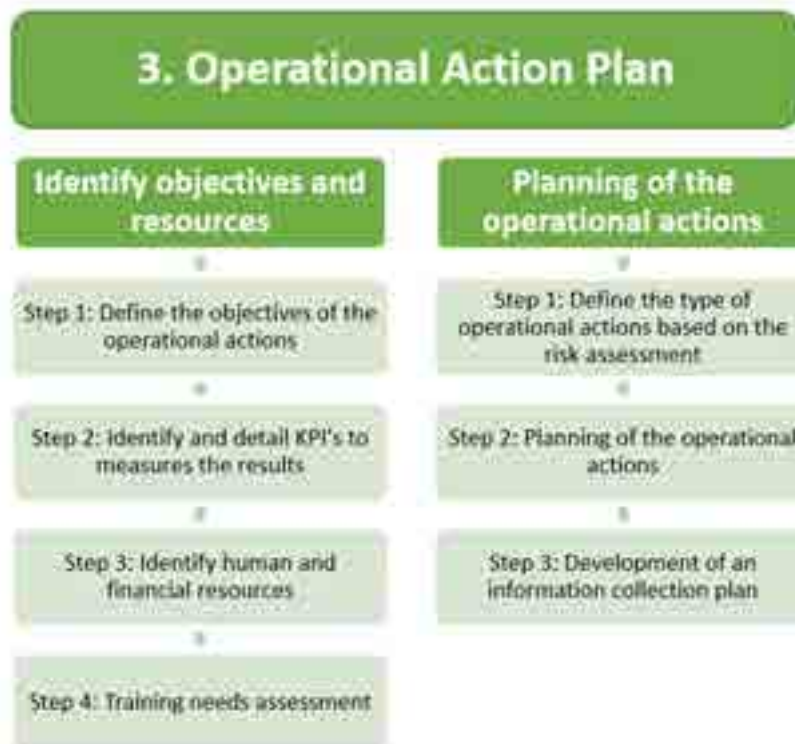 3. Operational Action Plan
Identify objectives and
resources
Step 1: Define the objectives of the
operational actions
Step 2: Identify and detail KPI's to
measures the results
Step 3: Identify human and
financial resources
Step 4: Training needs assessment
Planning of the
operational actions
Step 1: Define the type of
operational actions based on the
risk assessment
Step 2: Planning of the operational
actions
Step 3: Development of an
information collection plan